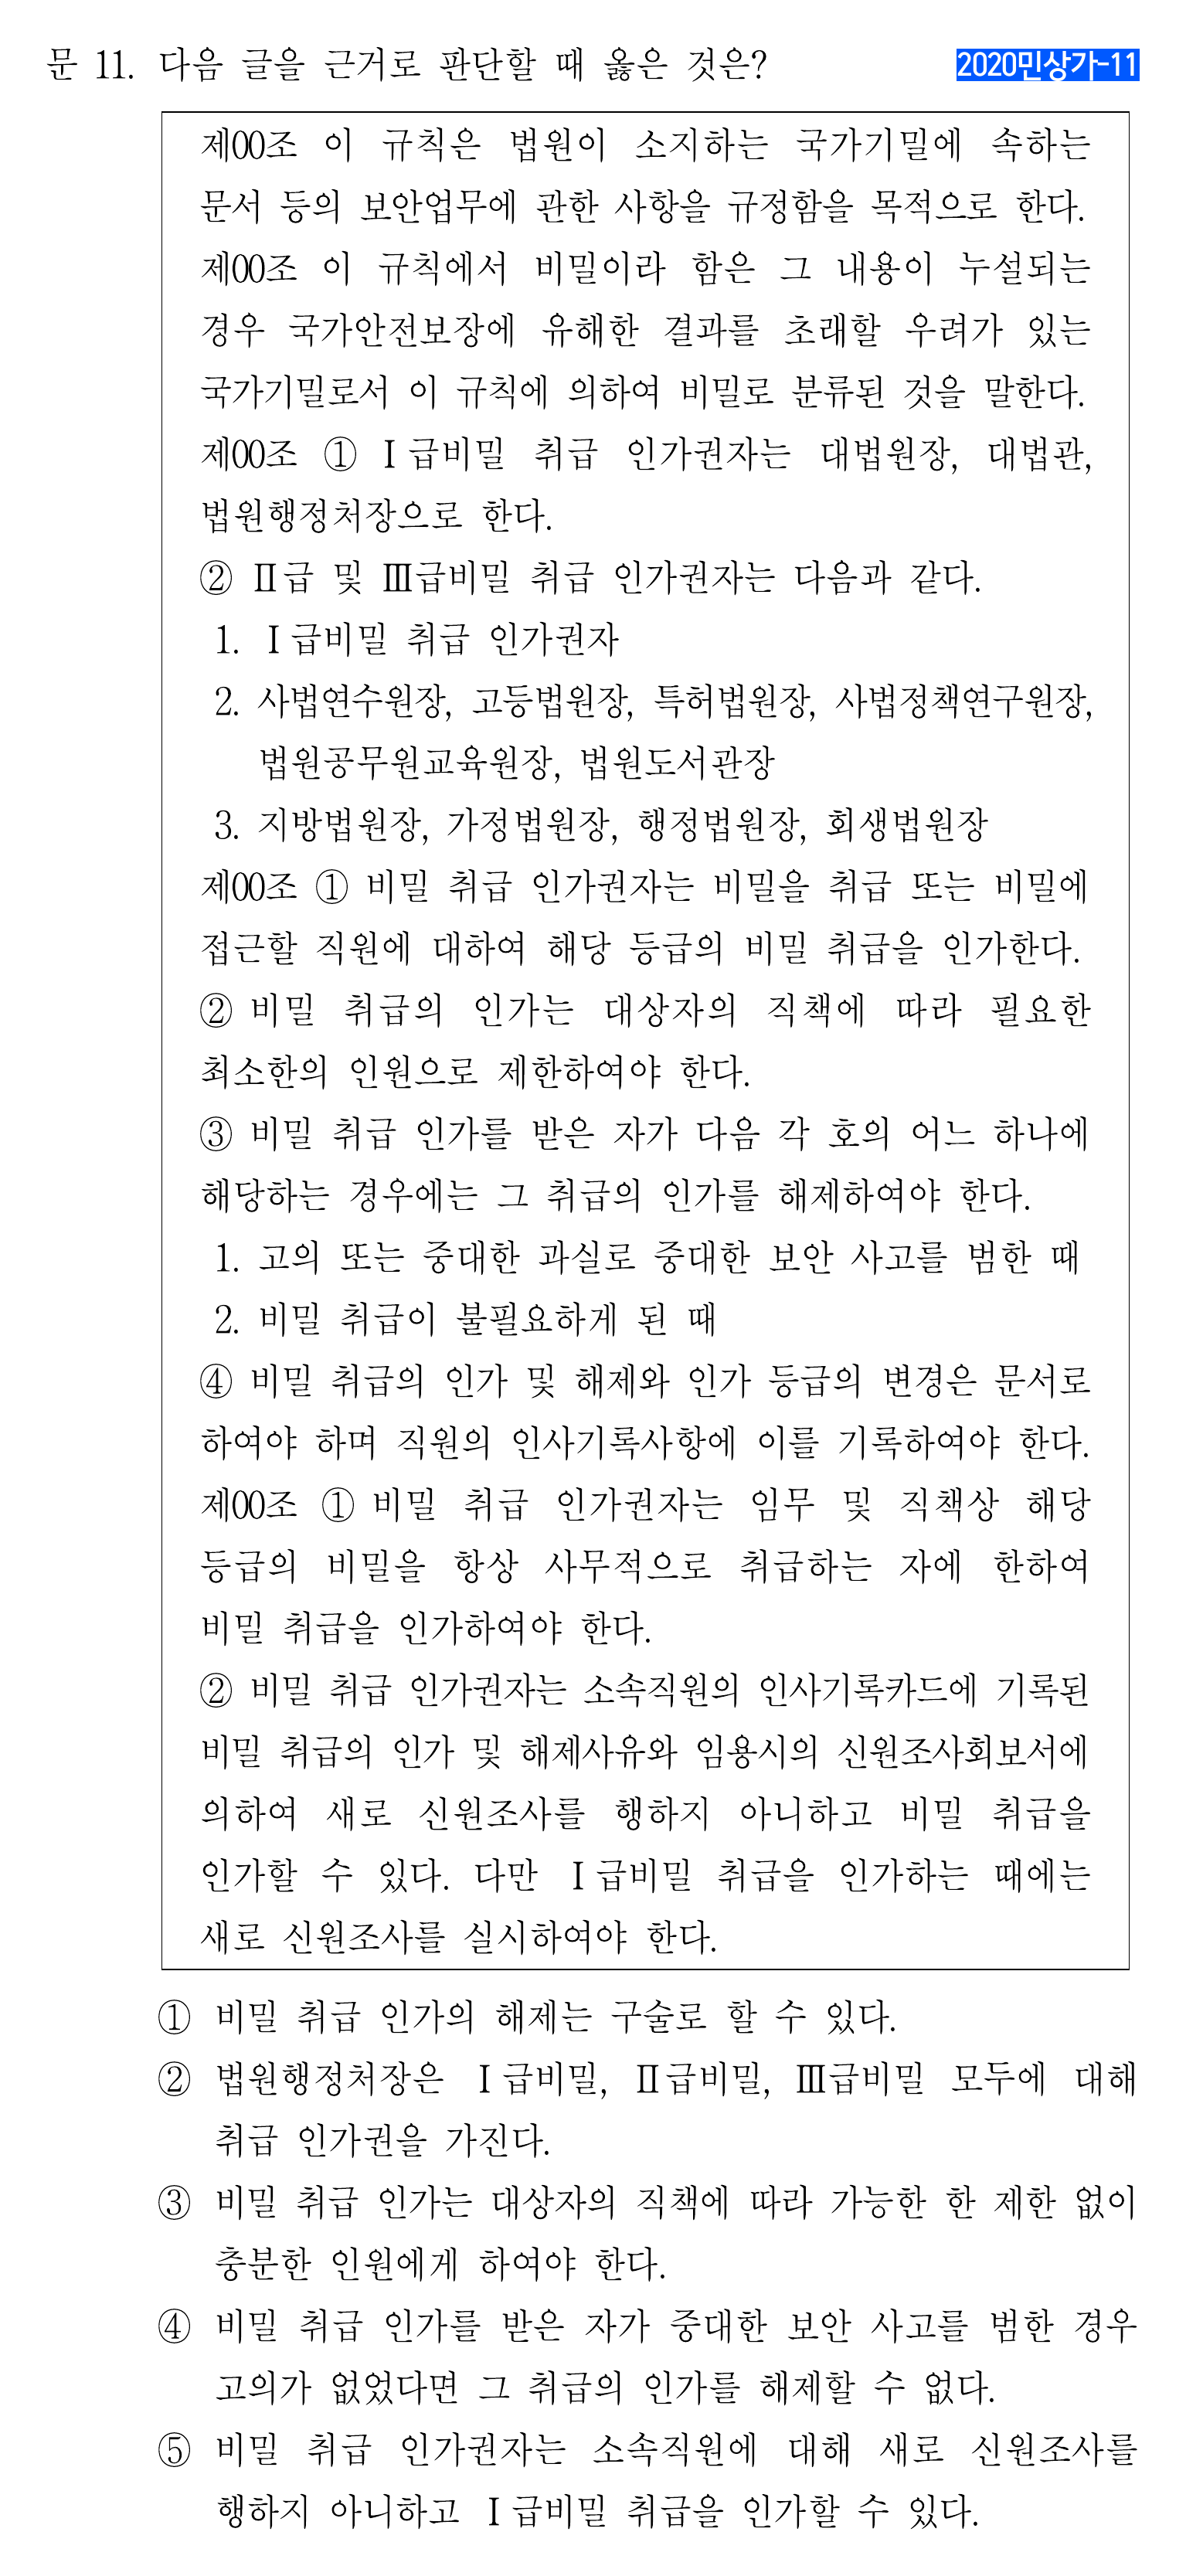 문 11. 다음 글을 근거로 판단할 때 옳은 것은?
2020민상가-11
제00조 이 규칙은 법원이 소지하는 국가기밀에 속하는
문서 등의 보안업무에 관한 사항을 규정함을 목적으로 한다.
제00조 이 규칙에서 비밀이라 함은 그 내용이 누설되는
경우 국가안전보장에 유해한 결과를 초래할 우려가 있는
국가기밀로서 이 규칙에 의하여 비밀로 분류된 것을 말한다.
제00조 ① Ⅰ급비밀 취급 인가권자는 대법원장, 대법관,
법원행정처장으로 한다.
② Ⅱ급 및 Ⅲ급비밀 취급 인가권자는 다음과 같다.
1. Ⅰ급비밀 취급 인가권자
2. 사법연수원장, 고등법원장, 특허법원장, 사법정책연구원장,
법원공무원교육원장, 법원도서관장
3. 지방법원장, 가정법원장, 행정법원장, 회생법원장
제00조 ① 비밀 취급 인가권자는 비밀을 취급 또는 비밀에
접근할 직원에 대하여 해당 등급의 비밀 취급을 인가한다.
② 비밀 취급의 인가는 대상자의 직책에 따라 필요한
최소한의 인원으로 제한하여야 한다.
③ 비밀 취급 인가를 받은 자가 다음 각 호의 어느 하나에
해당하는 경우에는 그 취급의 인가를 해제하여야 한다.
1. 고의 또는 중대한 과실로 중대한 보안 사고를 범한 때
2. 비밀 취급이 불필요하게 된 때
④ 비밀 취급의 인가 및 해제와 인가 등급의 변경은 문서로
하여야 하며 직원의 인사기록사항에 이를 기록하여야 한다.
제00조 ① 비밀 취급 인가권자는 임무 및 직책상 해당
등급의 비밀을 항상 사무적으로 취급하는 자에 한하여
비밀 취급을 인가하여야 한다.
② 비밀 취급 인가권자는 소속직원의 인사기록카드에 기록된
비밀 취급의 인가 및 해제사유와 임용시의 신원조사회보서에
의하여 새로 신원조사를 행하지 아니하고 비밀 취급을
인가할 수 있다. 다만 Ⅰ급비밀 취급을 인가하는 때에는
새로 신원조사를 실시하여야 한다.
① 비밀 취급 인가의 해제는 구술로 할 수 있다.
② 법원행정처장은 Ⅰ급비밀, Ⅱ급비밀, Ⅲ급비밀 모두에 대해
취급 인가권을 가진다.
③ 비밀 취급 인가는 대상자의 직책에 따라 가능한 한 제한 없이
충분한 인원에게 하여야 한다.
④ 비밀 취급 인가를 받은 자가 중대한 보안 사고를 범한 경우
고의가 없었다면 그 취급의 인가를 해제할 수 없다.
⑤ 비밀 취급 인가권자는 소속직원에 대해 새로 신원조사를
행하지 아니하고 Ⅰ급비밀 취급을 인가할 수 있다.